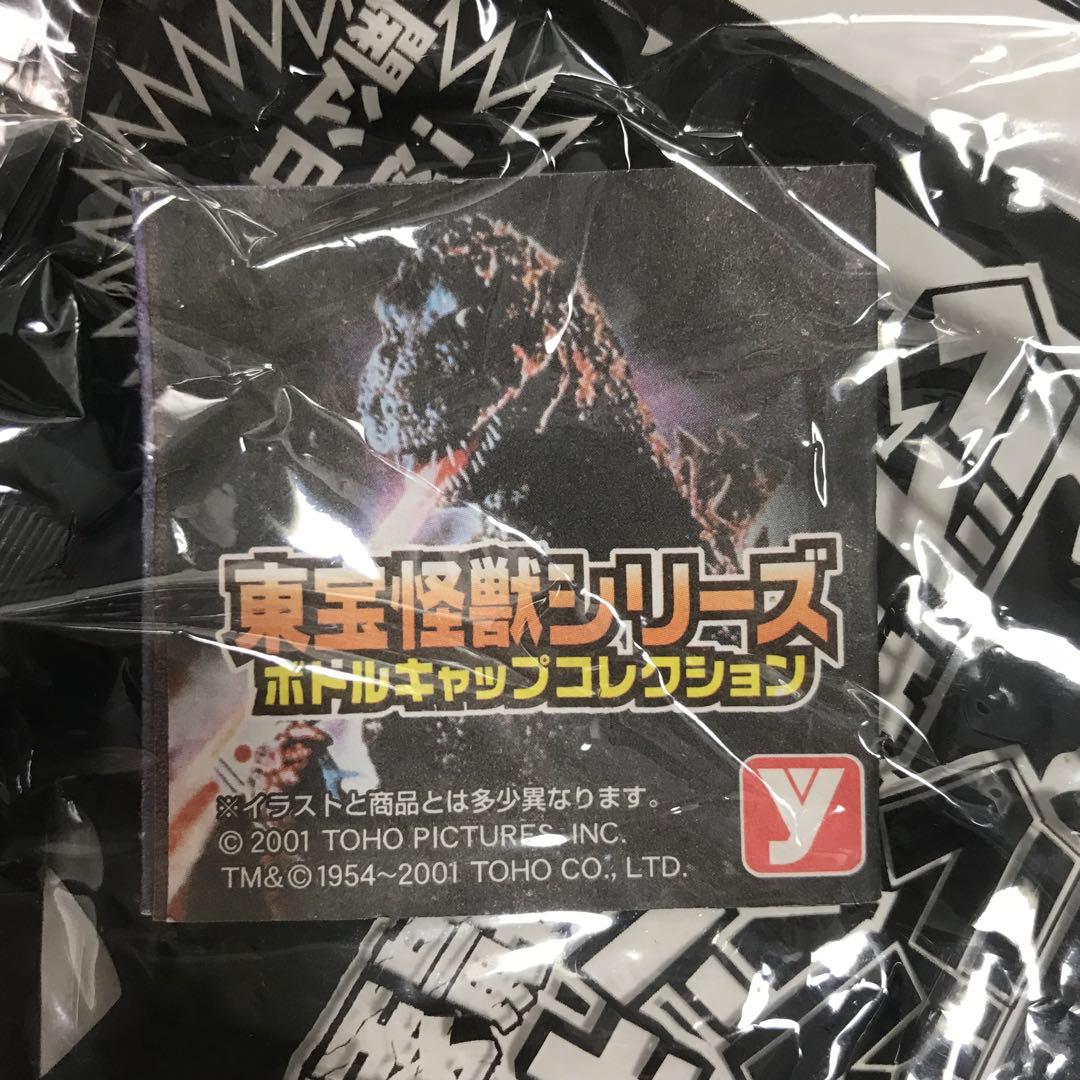 公開
東宝怪獣シリーズ
ボトルキャップコレクション
※イラストと商品とは多少異なります。
© 2001 TOHO PICTURES, INC.
TM&©1954~2001 TOHO CO., LTD.
y